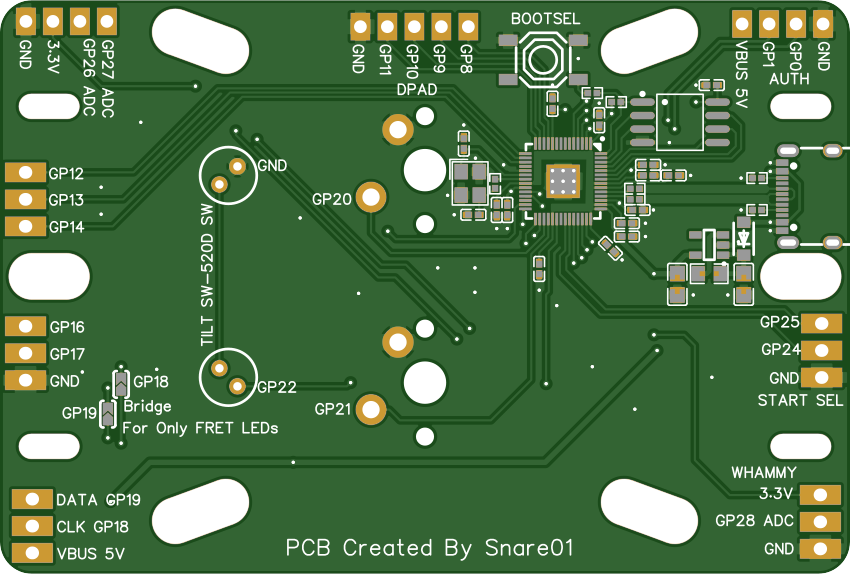 BOOTSEL
GND
3.3V
GP26 ADC
GP27 ADC
GND
GP11
GP10
GP9
GP8
DPAD
VBUS 5V
GP1
GP0
GND
AUTH
GP12
GP13
GP14
GND
GP20
TILT SW-520D SW
GP16
GP17
GND
GP18
GP19
Bridge
For Only FRET LEDs
GP22
GP21
GP25
GP24
GND
START SEL
WHAMMY
3.3V
GP28 ADC
GND
DATA GP19
CLK GP18
VBUS 5V
PCB Created By Snare01